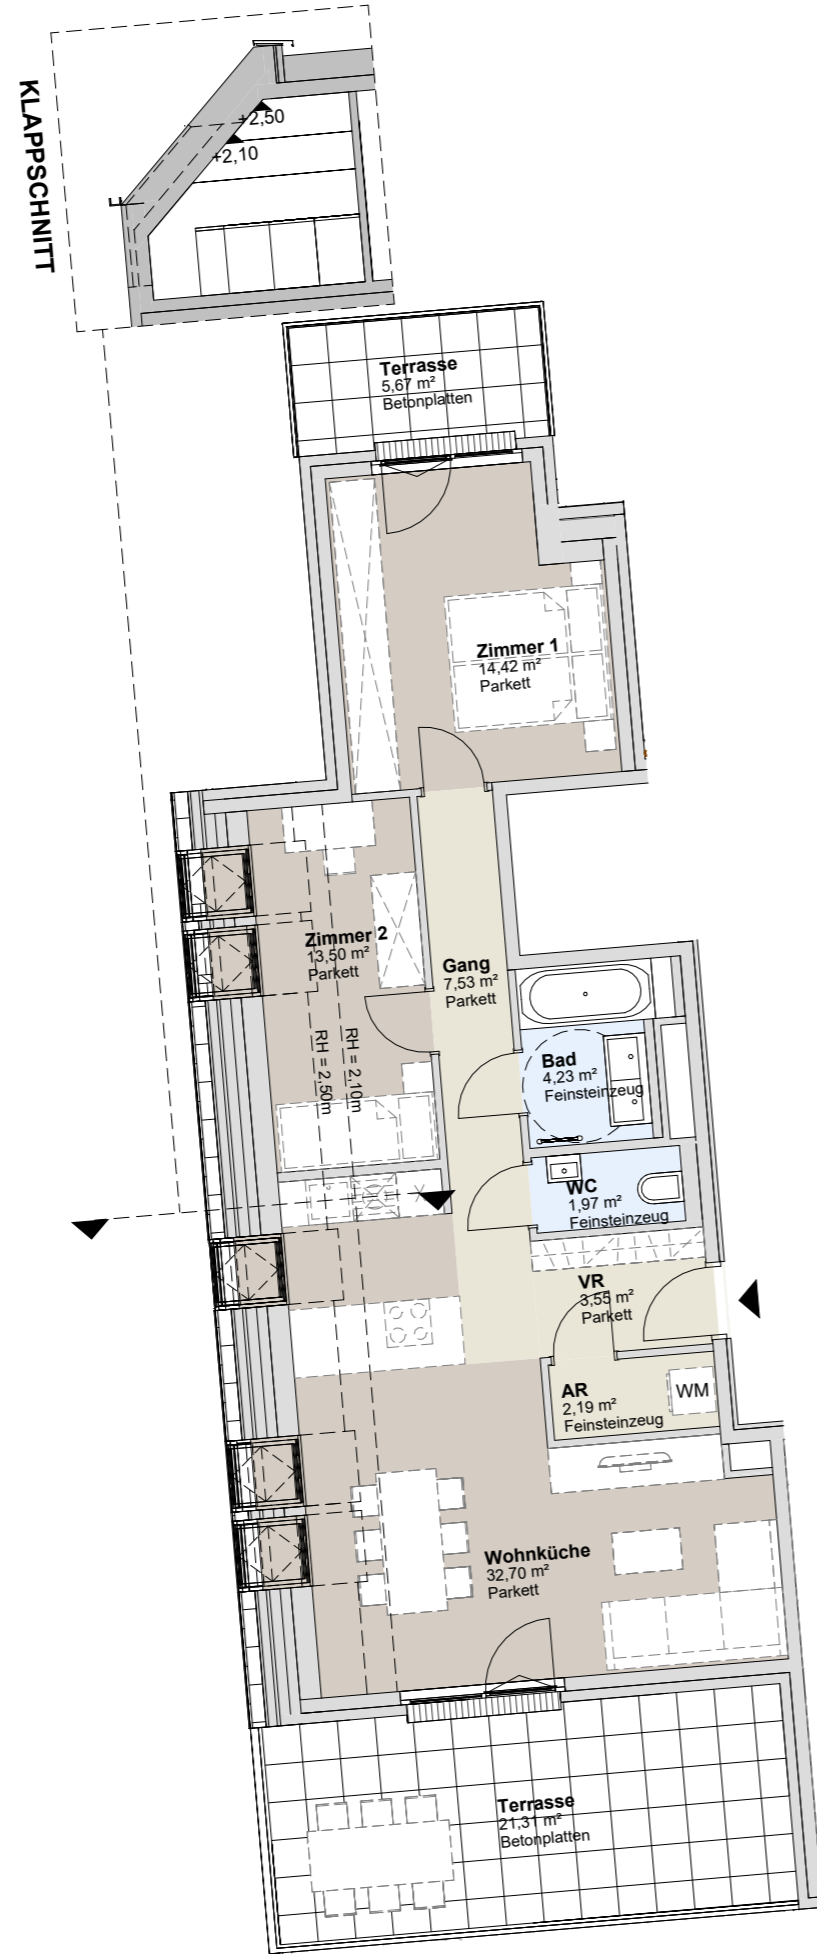 KLAPPSCHNITT
+2,50
+2,10
Terrasse
5,67 m²
Betonplatten
Zimmer 1
14,42 m²
Parkett
Zimmer 2
13,50 m²
Parkett
Gang
7,53 m²
Parkett
RH = 2,50m
RH = 2,10m
Bad
4,23 m²
Feinsteinzeug
WC
1,97 m²
Feinsteinzeug
VR
3,55 m²
Parkett
AR
2,19 m²
Feinsteinzeug
WM
Wohnküche
32,70 m²
Parkett
Terrasse
21,31 m²
Betonplatten